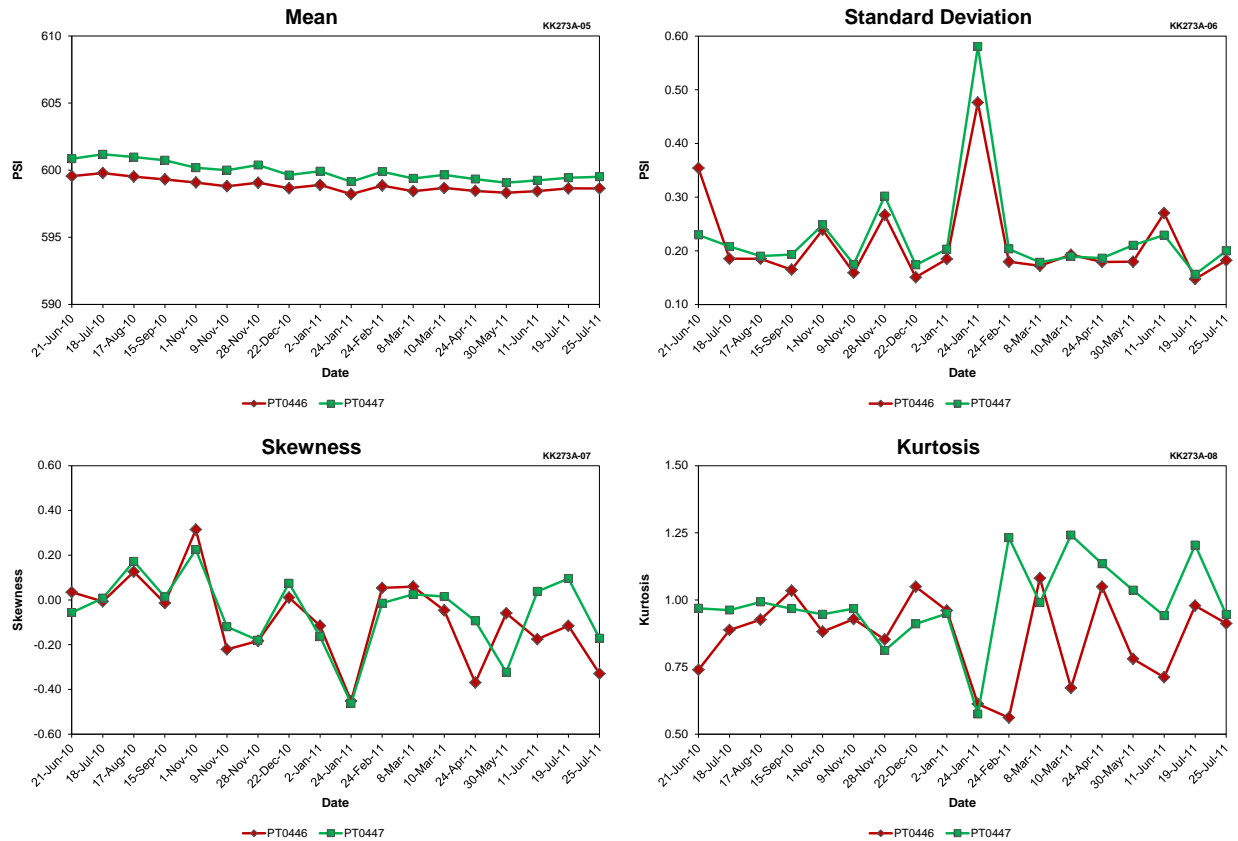 Mean
KK273A-05
610
605
600
595
590
PSI
21-Jun-10
18-Jul-10
17-Aug-10
15-Sep-10
1-Nov-10
9-Nov-10
28-Nov-10
22-Dec-10
2-Jan-11
24-Jan-11
24-Feb-11
8-Mar-11
10-Mar-11
24-Apr-11
30-May-11
11-Jun-11
19-Jul-11
25-Jul-11
Date
PT0446 PT0447
Standard Deviation
KK273A-06
0.60
0.50
0.40
0.30
0.20
0.10
PSI
21-Jun-10
18-Jul-10
17-Aug-10
15-Sep-10
1-Nov-10
9-Nov-10
28-Nov-10
22-Dec-10
2-Jan-11
24-Jan-11
24-Feb-11
8-Mar-11
10-Mar-11
24-Apr-11
30-May-11
11-Jun-11
19-Jul-11
25-Jul-11
Date
PT0446 PT0447
Skewness
KK273A-07
0.60
0.40
0.20
0.00
-0.20
-0.40
-0.60
Skewness
21-Jun-10
18-Jul-10
17-Aug-10
15-Sep-10
1-Nov-10
9-Nov-10
28-Nov-10
22-Dec-10
2-Jan-11
24-Jan-11
24-Feb-11
8-Mar-11
10-Mar-11
24-Apr-11
30-May-11
11-Jun-11
19-Jul-11
25-Jul-11
Date
PT0446 PT0447
Kurtosis
KK273A-08
1.50
1.25
1.00
0.75
0.50
Kurtosis
21-Jun-10
18-Jul-10
17-Aug-10
15-Sep-10
1-Nov-10
9-Nov-10
28-Nov-10
22-Dec-10
2-Jan-11
24-Jan-11
24-Feb-11
8-Mar-11
10-Mar-11
24-Apr-11
30-May-11
11-Jun-11
19-Jul-11
25-Jul-11
Date
PT0446 PT0447